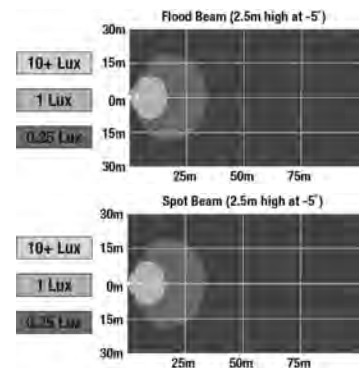 Flood Beam (2.5m high at -5°)
30m
10+ Lux
15m
1 Lux
0m
0.25 Lux
15m
30m
25m 50m 75m
Spot Beam (2.5m high at -5°)
30m
10+ Lux
15m
1 Lux
0m
0.25 Lux
15m
30m
25m 50m 75m